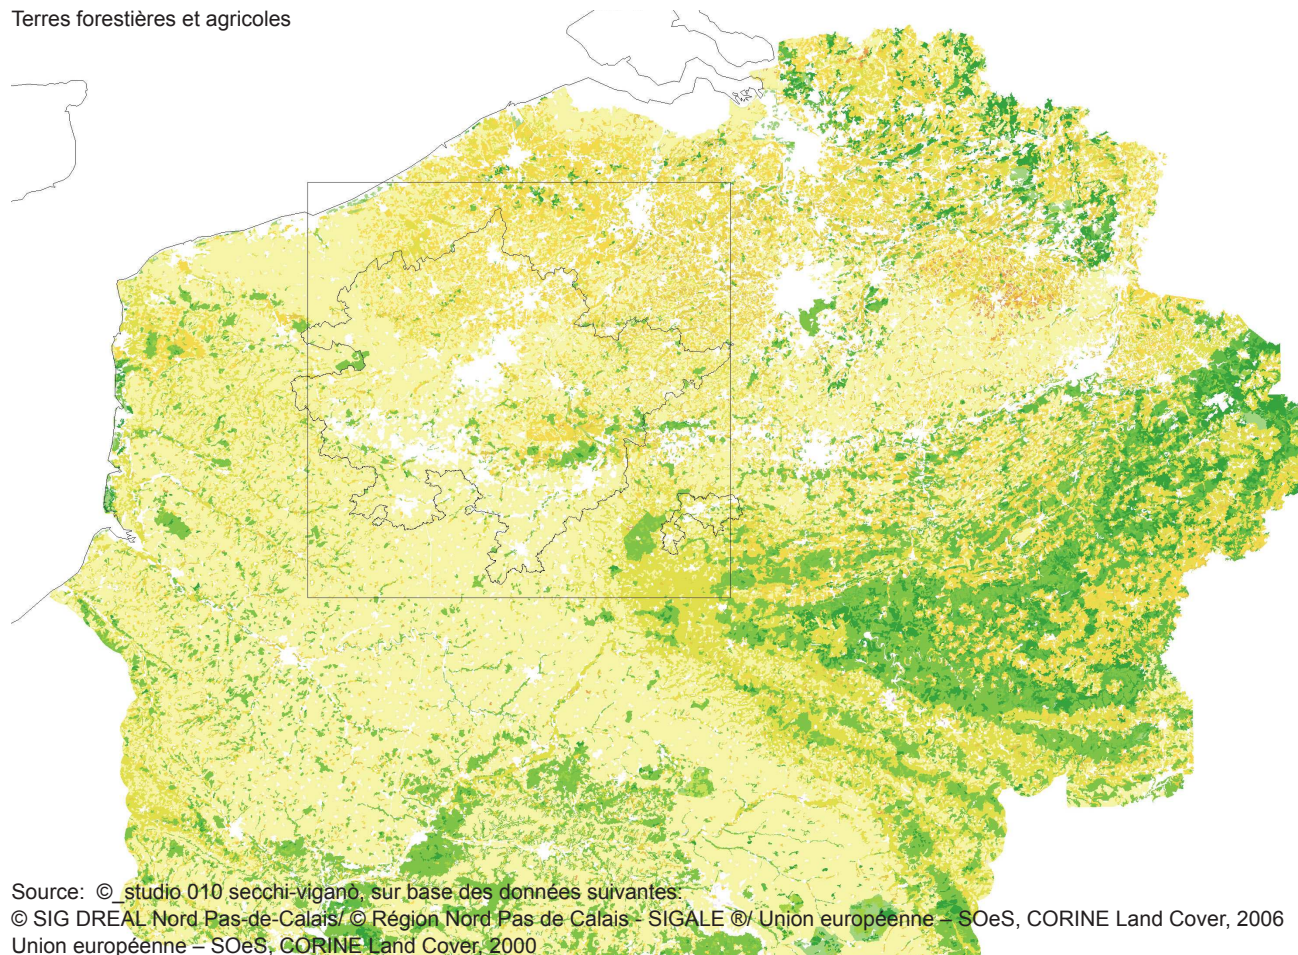 Terres forestières et agricoles
Source: ©_studio 010 secchi-viganò, sur base des données suivantes:
© SIG DREAL Nord Pas-de-Calais/ © Région Nord Pas de Calais - SIGALE ®/ Union européenne – SOeS, CORINE Land Cover, 2006
Union européenne – SOeS, CORINE Land Cover, 2000